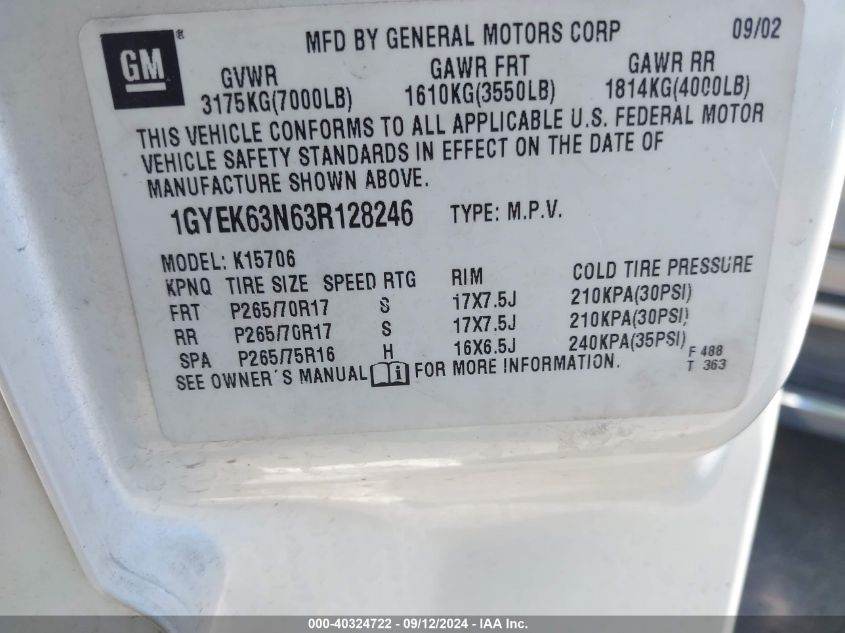 GM ®
MFD BY GENERAL MOTORS CORP 09/02
GVWR GAWR FRT GAWR RR
3175KG(7000LB) 1610KG(3550LB) 1814KG(4000LB)
THIS VEHICLE CONFORMS TO ALL APPLICABLE U.S. FEDERAL MOTOR
VEHICLE SAFETY STANDARDS IN EFFECT ON THE DATE OF
MANUFACTURE SHOWN ABOVE.
1GYEK63N63R128246 TYPE: M.P.V.
MODEL: K15706
KPNQ TIRE SIZE SPEED RTG RIM COLD TIRE PRESSURE
FRT P265/70R17 S 17X7.5J 210KPA(30PSI)
RR P265/70R17 S 17X7.5J 210KPA(30PSI)
SPA P265/75R16 H 16X6.5J 240KPA(35PSI) F 488
SEE OWNER'S MANUAL i FOR MORE INFORMATION. T 363
000-40324722 - 09/12/2024 - IAA Inc.